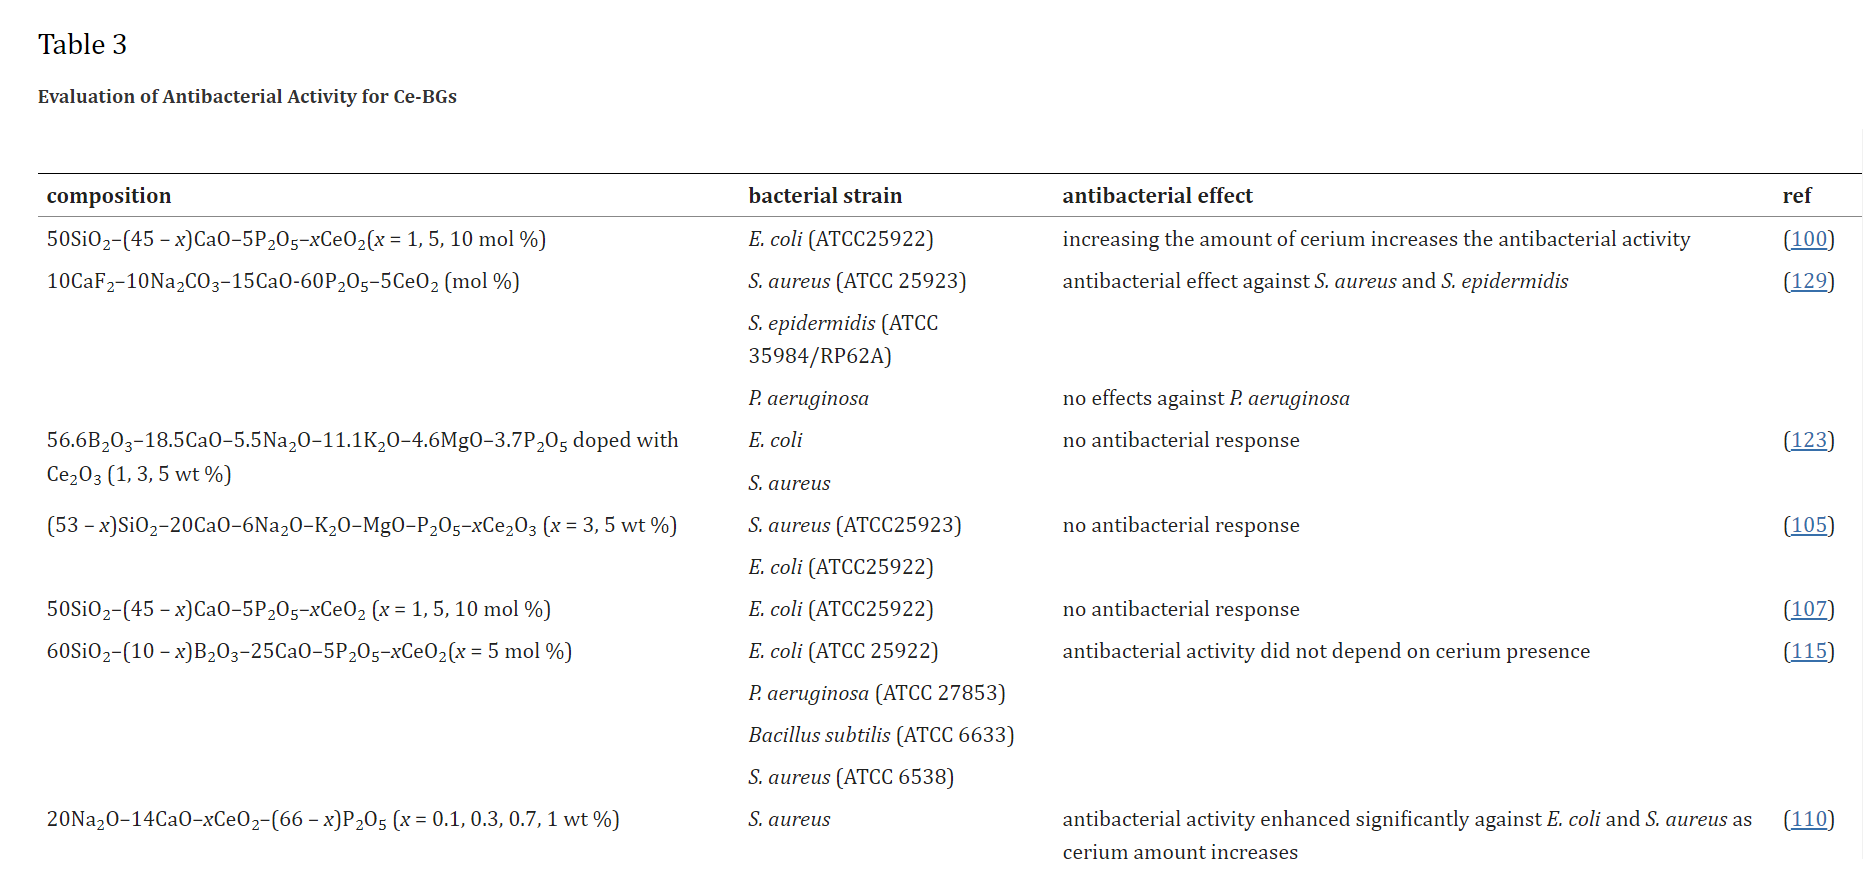 Table 3
Evaluation of Antibacterial Activity for Ce-BGs
composition bacterial strain antibacterial effect ref
50SiO₂–(45 – x)CaO–5P₂O₅–xCeO₂(x = 1, 5, 10 mol %) E. coli (ATCC25922) increasing the amount of cerium increases the antibacterial activity (100)
10CaF₂–10Na₂CO₃–15CaO-60P₂O₅–5CeO₂ (mol %) S. aureus (ATCC 25923) antibacterial effect against S. aureus and S. epidermidis (129)
S. epidermidis (ATCC
35984/RP62A)
P. aeruginosa no effects against P. aeruginosa
56.6B₂O₃–18.5CaO–5.5Na₂O–11.1K₂O–4.6MgO–3.7P₂O₅ doped with E. coli no antibacterial response (123)
Ce₂O₃ (1, 3, 5 wt %) S. aureus
(53 – x)SiO₂–20CaO–6Na₂O–K₂O–MgO–P₂O₅–xCe₂O₃ (x = 3, 5 wt %) S. aureus (ATCC25923) no antibacterial response (105)
E. coli (ATCC25922)
50SiO₂–(45 – x)CaO–5P₂O₅–xCeO₂ (x = 1, 5, 10 mol %) E. coli (ATCC25922) no antibacterial response (107)
60SiO₂–(10 – x)B₂O₃–25CaO–5P₂O₅–xCeO₂(x = 5 mol %) E. coli (ATCC 25922) antibacterial activity did not depend on cerium presence (115)
P. aeruginosa (ATCC 27853)
Bacillus subtilis (ATCC 6633)
S. aureus (ATCC 6538)
20Na₂O–14CaO–xCeO₂–(66 – x)P₂O₅ (x = 0.1, 0.3, 0.7, 1 wt %) S. aureus antibacterial activity enhanced significantly against E. coli and S. aureus as (110)
cerium amount increases